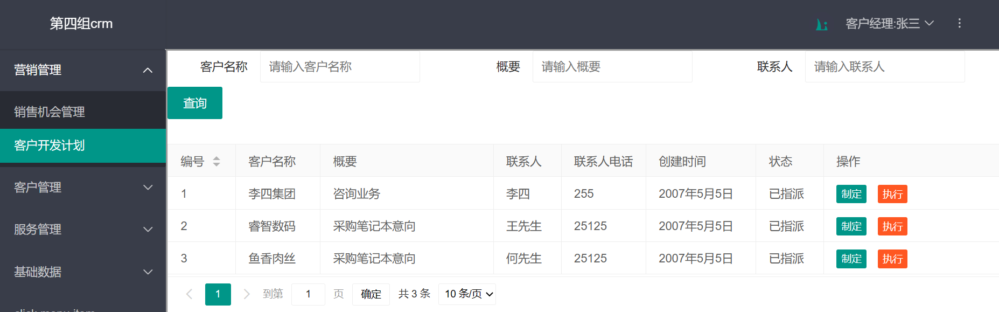 第四组crm
客户经理:张三
营销管理
销售机会管理
客户开发计划
客户管理
服务管理
基础数据
click menu item
客户名称 请输入客户名称 概要 请输入概要 联系人 请输入联系人
查询
编号 客户名称 概要 联系人 联系人电话 创建时间 状态 操作
1 李四集团 咨询业务 李四 255 2007年5月5日 已指派 制定 执行
2 睿智数码 采购笔记本意向 王先生 25125 2007年5月5日 已指派 制定 执行
3 鱼香肉丝 采购笔记本意向 何先生 25125 2007年5月5日 已指派 制定 执行
1 到第 1 页 确定 共 3 条 10 条/页